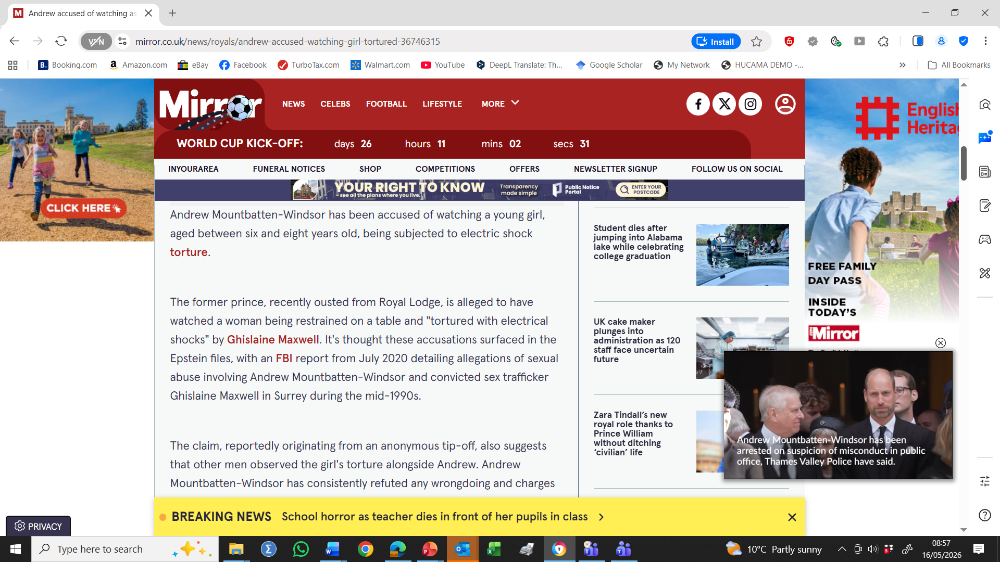 Andrew accused of watching as
mirror.co.uk/news/royals/andrew-accused-watching-girl-tortured-36746315
VPN
Install
Booking.com
Amazon.com
eBay
Facebook
TurboTax.com
Walmart.com
YouTube
DeepL Translate: Th...
Google Scholar
My Network
HUCAMA DEMO -...
All Bookmarks
CLICK HERE
Mirror
NEWS
CELEBS
FOOTBALL
LIFESTYLE
MORE
WORLD CUP KICK-OFF:
days 26
hours 11
mins 02
secs 31
INYOURAREA
FUNERAL NOTICES
SHOP
COMPETITIONS
OFFERS
NEWSLETTER SIGNUP
FOLLOW US ON SOCIAL
YOUR RIGHT TO KNOW
– see all the plans where you live.
Transparency
made simple
Public Notice
Portal
ENTER YOUR
POSTCODE
Andrew Mountbatten-Windsor has been accused of watching a young girl,
aged between six and eight years old, being subjected to electric shock
torture.
The former prince, recently ousted from Royal Lodge, is alleged to have
watched a woman being restrained on a table and "tortured with electrical
shocks" by Ghislaine Maxwell. It's thought these accusations surfaced in the
Epstein files, with an FBI report from July 2020 detailing allegations of sexual
abuse involving Andrew Mountbatten-Windsor and convicted sex trafficker
Ghislaine Maxwell in Surrey during the mid-1990s.
The claim, reportedly originating from an anonymous tip-off, also suggests
that other men observed the girl's torture alongside Andrew. Andrew
Mountbatten-Windsor has consistently refuted any wrongdoing and charges
Student dies after
jumping into Alabama
lake while celebrating
college graduation
UK cake maker
plunges into
administration as 120
staff face uncertain
future
Zara Tindall's new
royal role thanks to
Prince William
without ditching
'civilian' life
English
Heritag
FREE FAMILY
DAY PASS
INSIDE
TODAY'S
Mirror
Andrew Mountbatten-Windsor has been
arrested on suspicion of misconduct in public
office, Thames Valley Police have said.
BREAKING NEWS School horror as teacher dies in front of her pupils in class
PRIVACY
Type here to search
10°C Partly sunny
08:57
16/05/2026